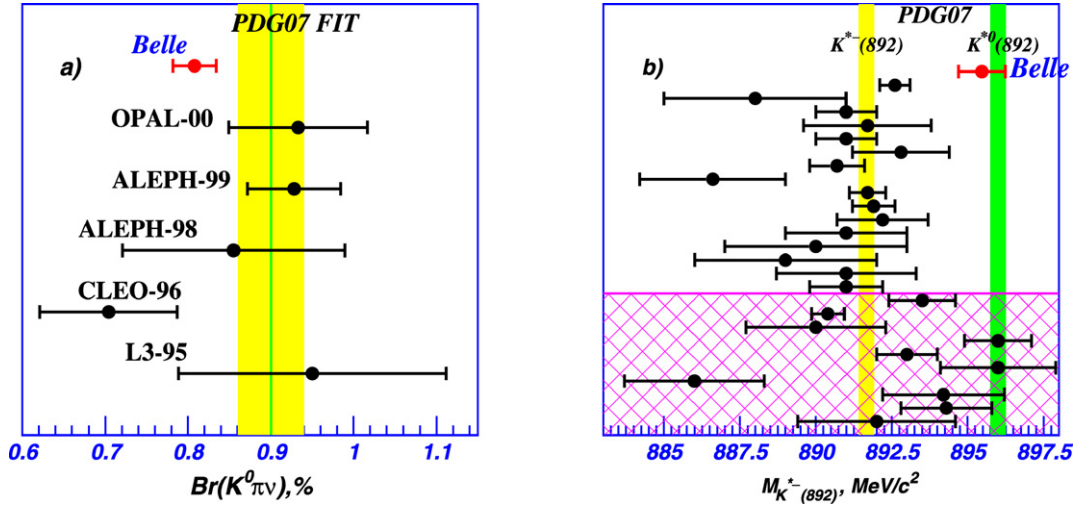 PDG07 FIT
Belle
a)
OPAL-00
ALEPH-99
ALEPH-98
CLEO-96
L3-95
0.6 0.7 0.8 0.9 1 1.1
Br(K⁰πν),%
PDG07
K*⁻(892) K*⁰(892)
b)
Belle
885 887.5 890 892.5 895 897.5
M_K*⁻(892), MeV/c²